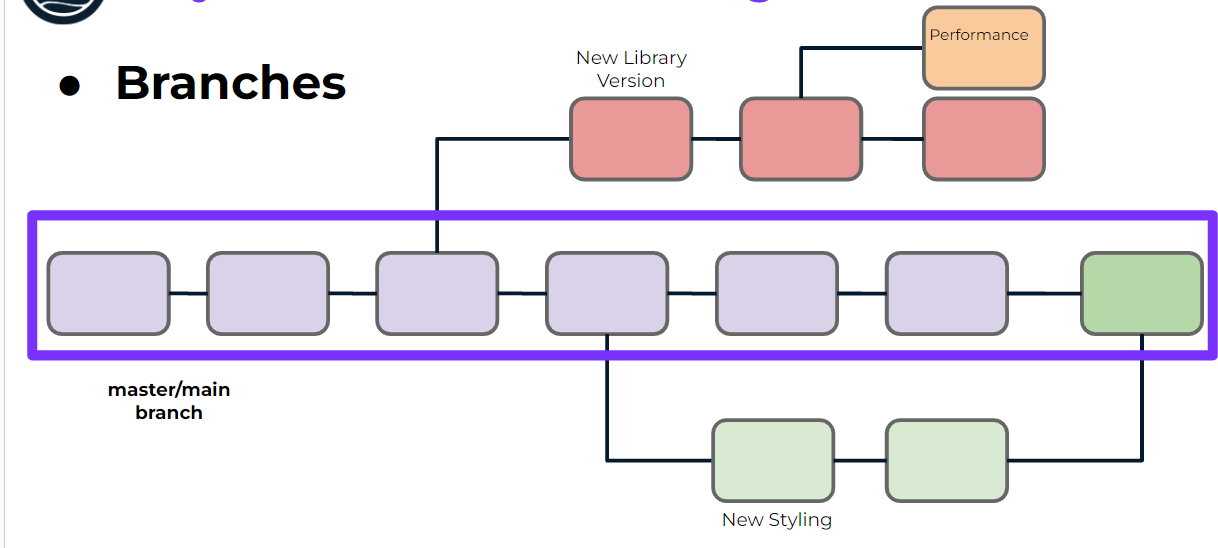 ● Branches
New Library
Version
Performance
master/main
branch
New Styling